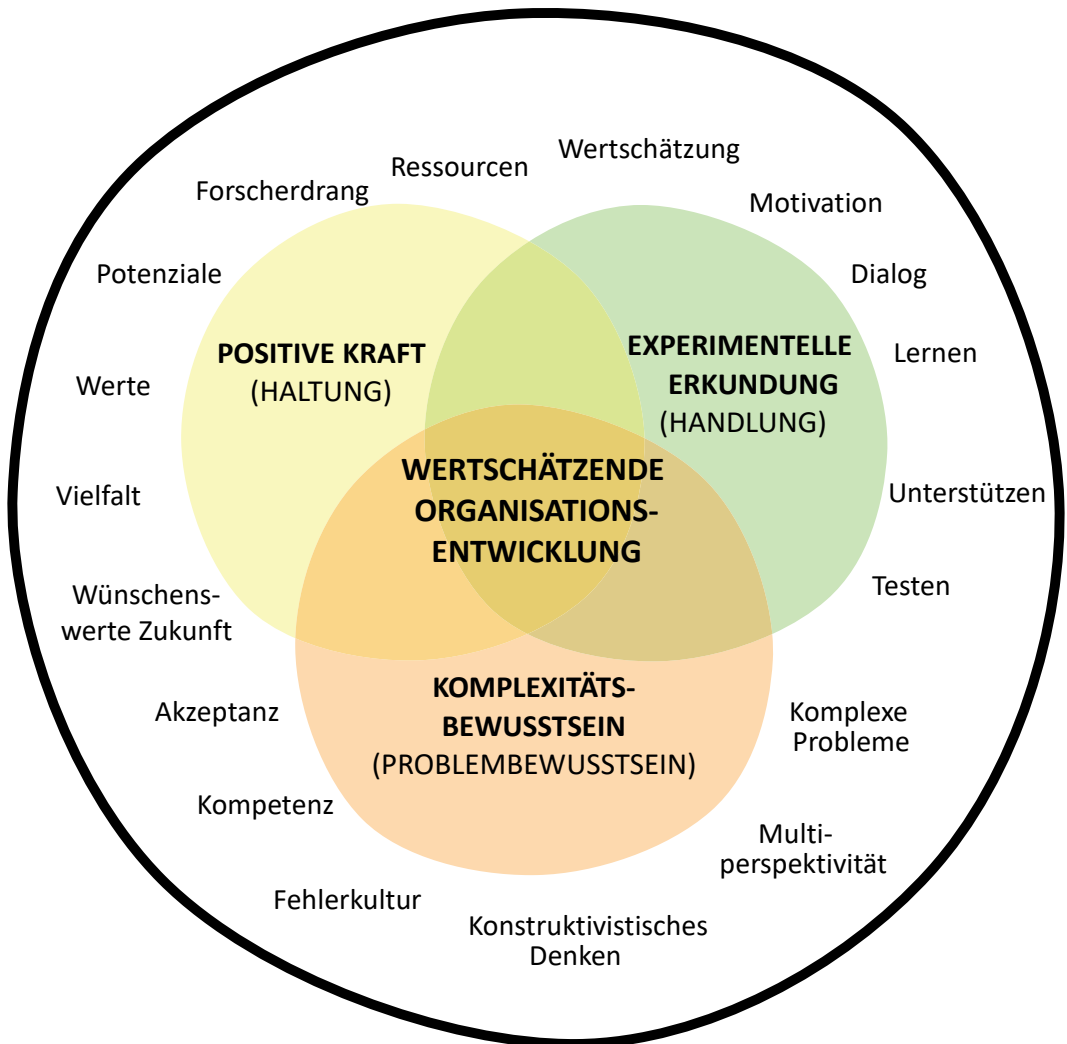 Wertschätzung
Ressourcen
Forscherdrang
Motivation
Potenziale
Dialog
POSITIVE KRAFT
(HALTUNG)
EXPERIMENTELLE
ERKUNDUNG
(HANDLUNG)
Lernen
Werte
WERTSCHÄTZENDE
ORGANISATIONS-
ENTWICKLUNG
Vielfalt
Unterstützen
Wünschens-
werte Zukunft
Testen
KOMPLEXITÄTS-
BEWUSSTSEIN
(PROBLEMBEWUSSTSEIN)
Akzeptanz
Komplexe
Probleme
Kompetenz
Multi-
perspektivität
Fehlerkultur
Konstruktivistisches
Denken